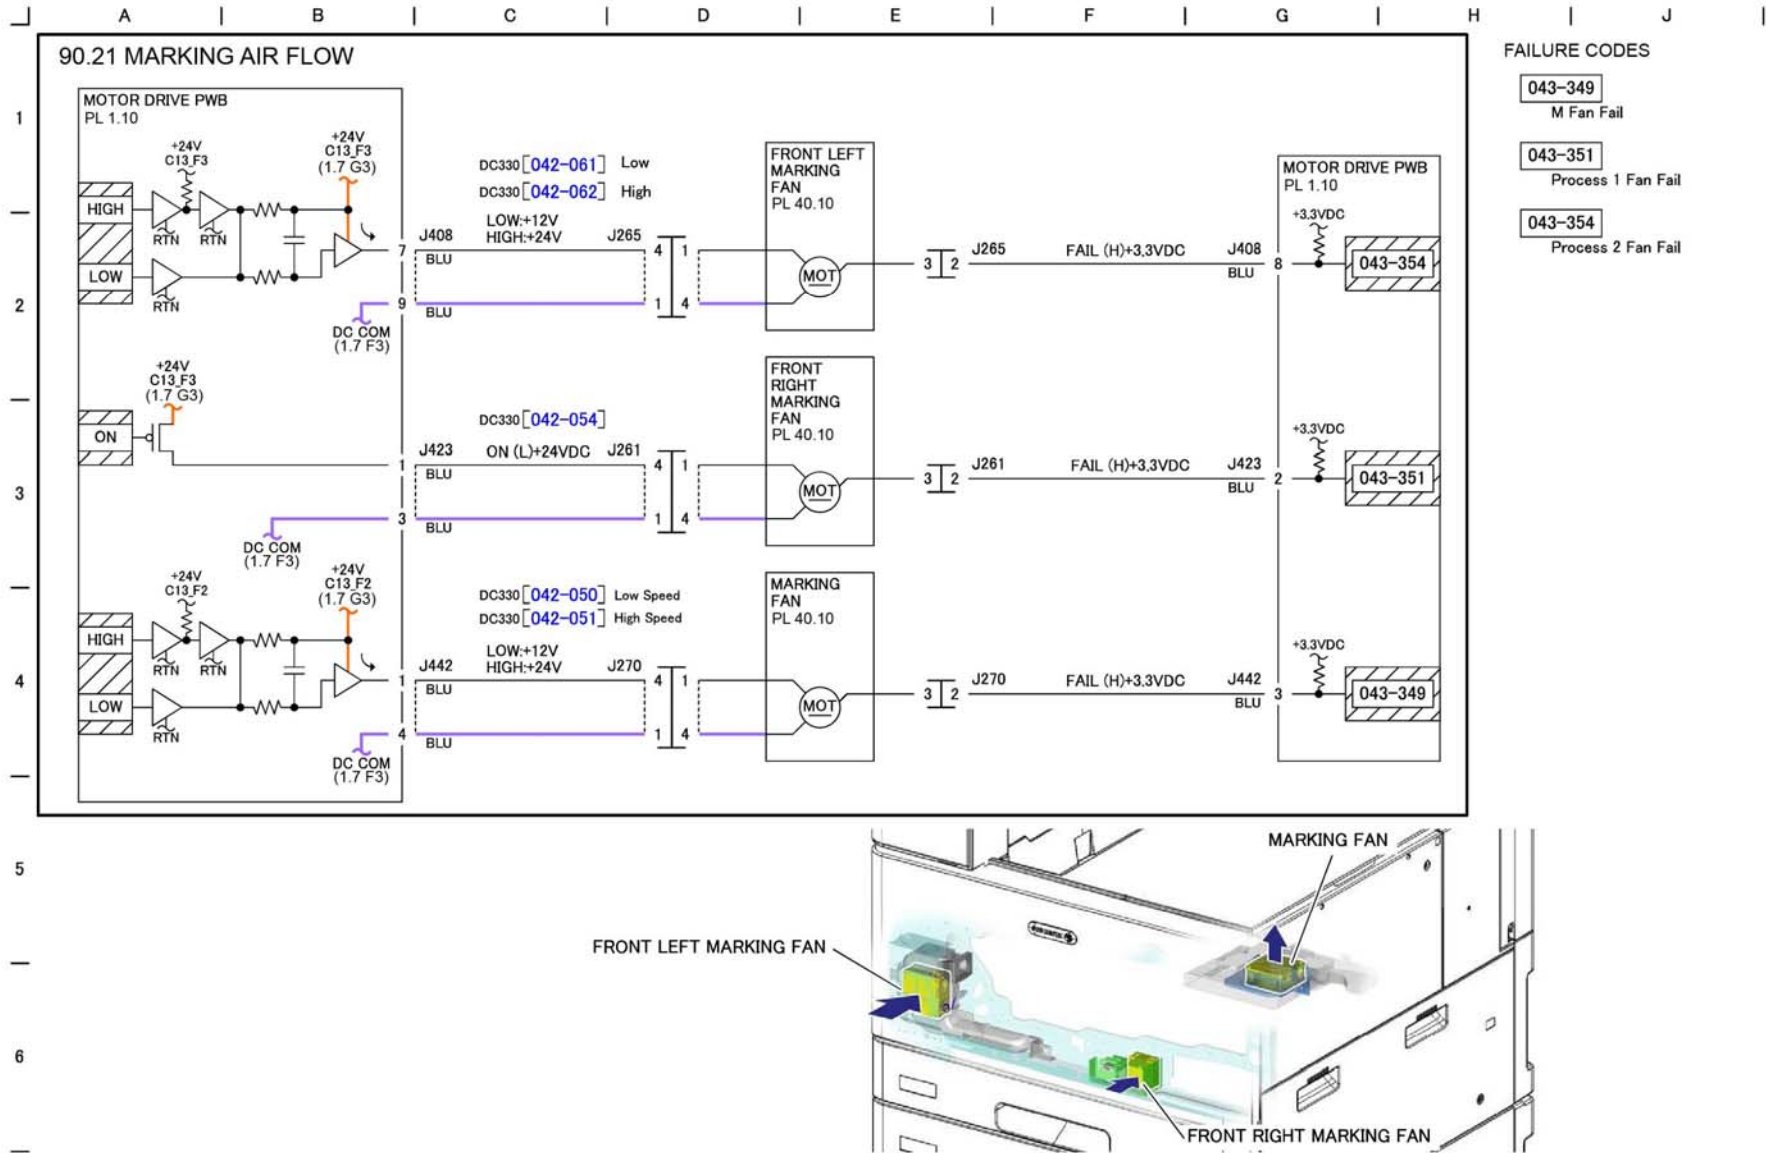 A B C D E F G H J
90.21 MARKING AIR FLOW
FAILURE CODES
043-349
M Fan Fail
043-351
Process 1 Fan Fail
043-354
Process 2 Fan Fail
1
2
3
4
5
6
MOTOR DRIVE PWB
PL 1.10
+24V
C13_F3
+24V
C13_F3
(1.7 G3)
HIGH
RTN
RTN
LOW
RTN
7
9
DC COM
(1.7 F3)
DC330[042-061] Low
DC330[042-062] High
LOW:+12V
HIGH:+24V
J408
BLU
BLU
J265
4 1
1 4
FRONT LEFT
MARKING
FAN
PL 40.10
MOT
3 2
J265
FAIL (H)+3.3VDC
J408
BLU
8
MOTOR DRIVE PWB
PL 1.10
+3.3VDC
043-354
+24V
C13_F3
(1.7 G3)
ON
1
3
DC COM
(1.7 F3)
DC330[042-054]
J423
ON (L)+24VDC
J261
BLU
BLU
4 1
1 4
FRONT
RIGHT
MARKING
FAN
PL 40.10
MOT
3 2
J261
FAIL (H)+3.3VDC
J423
BLU
2
+3.3VDC
043-351
+24V
C13_F2
+24V
C13_F2
(1.7 G3)
HIGH
RTN
RTN
LOW
RTN
1
4
DC COM
(1.7 F3)
DC330[042-050] Low Speed
DC330[042-051] High Speed
LOW:+12V
HIGH:+24V
J442
BLU
BLU
J270
4 1
1 4
MARKING
FAN
PL 40.10
MOT
3 2
J270
FAIL (H)+3.3VDC
J442
BLU
3
+3.3VDC
043-349
MARKING FAN
FRONT LEFT MARKING FAN
FRONT RIGHT MARKING FAN